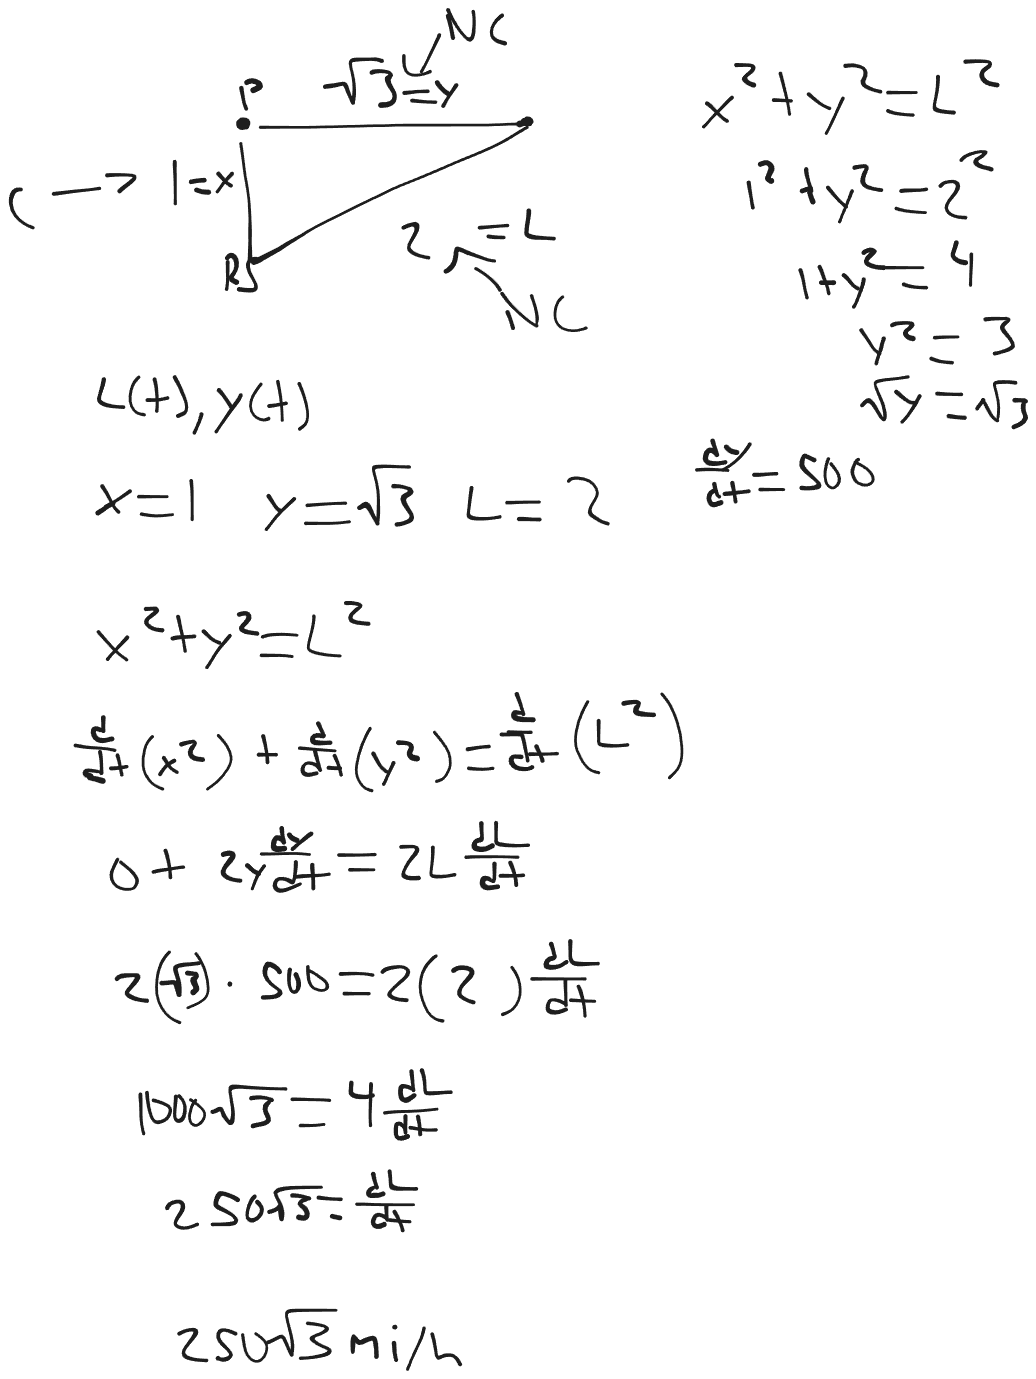 NC
P
√3 = y
C → 1 = x
2 = L
RS
NC
x² + y² = L²
1² + y² = 2²
1 + y² = 4
y² = 3
√y = √3
L(t), y(t)
dy/dt = 500
x = 1 y = √3 L = 2
x² + y² = L²
d/dt (x²) + d/dt (y²) = d/dt (L²)
0 + 2y dy/dt = 2L dL/dt
2(√3) · 500 = 2(2) dL/dt
1000√3 = 4 dL/dt
250√3 = dL/dt
250√3 mi/h